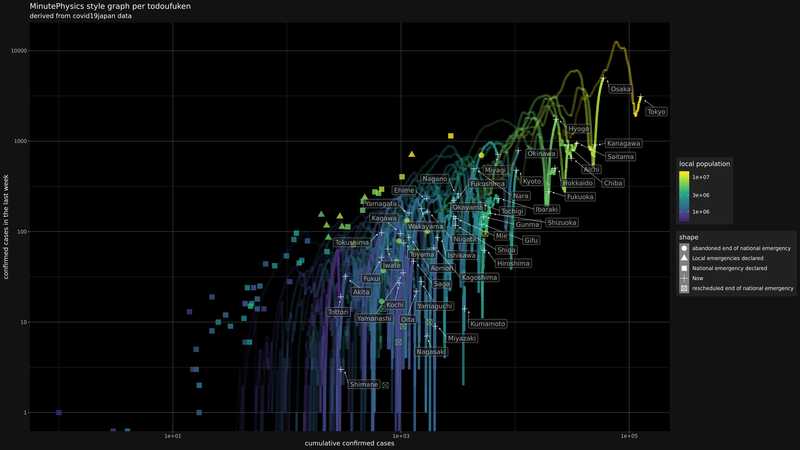 MinutePhysics style graph per todoufuken
derived from covid19japan data
10000
1000
100
10
1
confirmed cases in the last week
1e+01
1e+03
1e+05
cumulative confirmed cases
Osaka
Tokyo
Hyogo
Kanagawa
Okinawa
Saitama
Aichi
Miyagi
Kyoto
Hokkaido
Chiba
Nagano
Fukushima
Fukuoka
Ehime
Nara
Yamagata
Okayama
Tochigi
Ibaraki
Kagawa
Wakayama
Gunma
Shizuoka
Tokushima
Niigata
Mie
Gifu
Toyama
Ishikawa
Shiga
Iwate
Aomori
Hiroshima
Fukui
Saga
Kagoshima
Akita
Kochi
Yamaguchi
Tottori
Yamanashi
Oita
Kumamoto
Miyazaki
Nagasaki
Shimane
local population
1e+07
3e+06
1e+06
shape
abandoned end of national emergency
Local emergencies declared
National emergency declared
Now
rescheduled end of national emergency